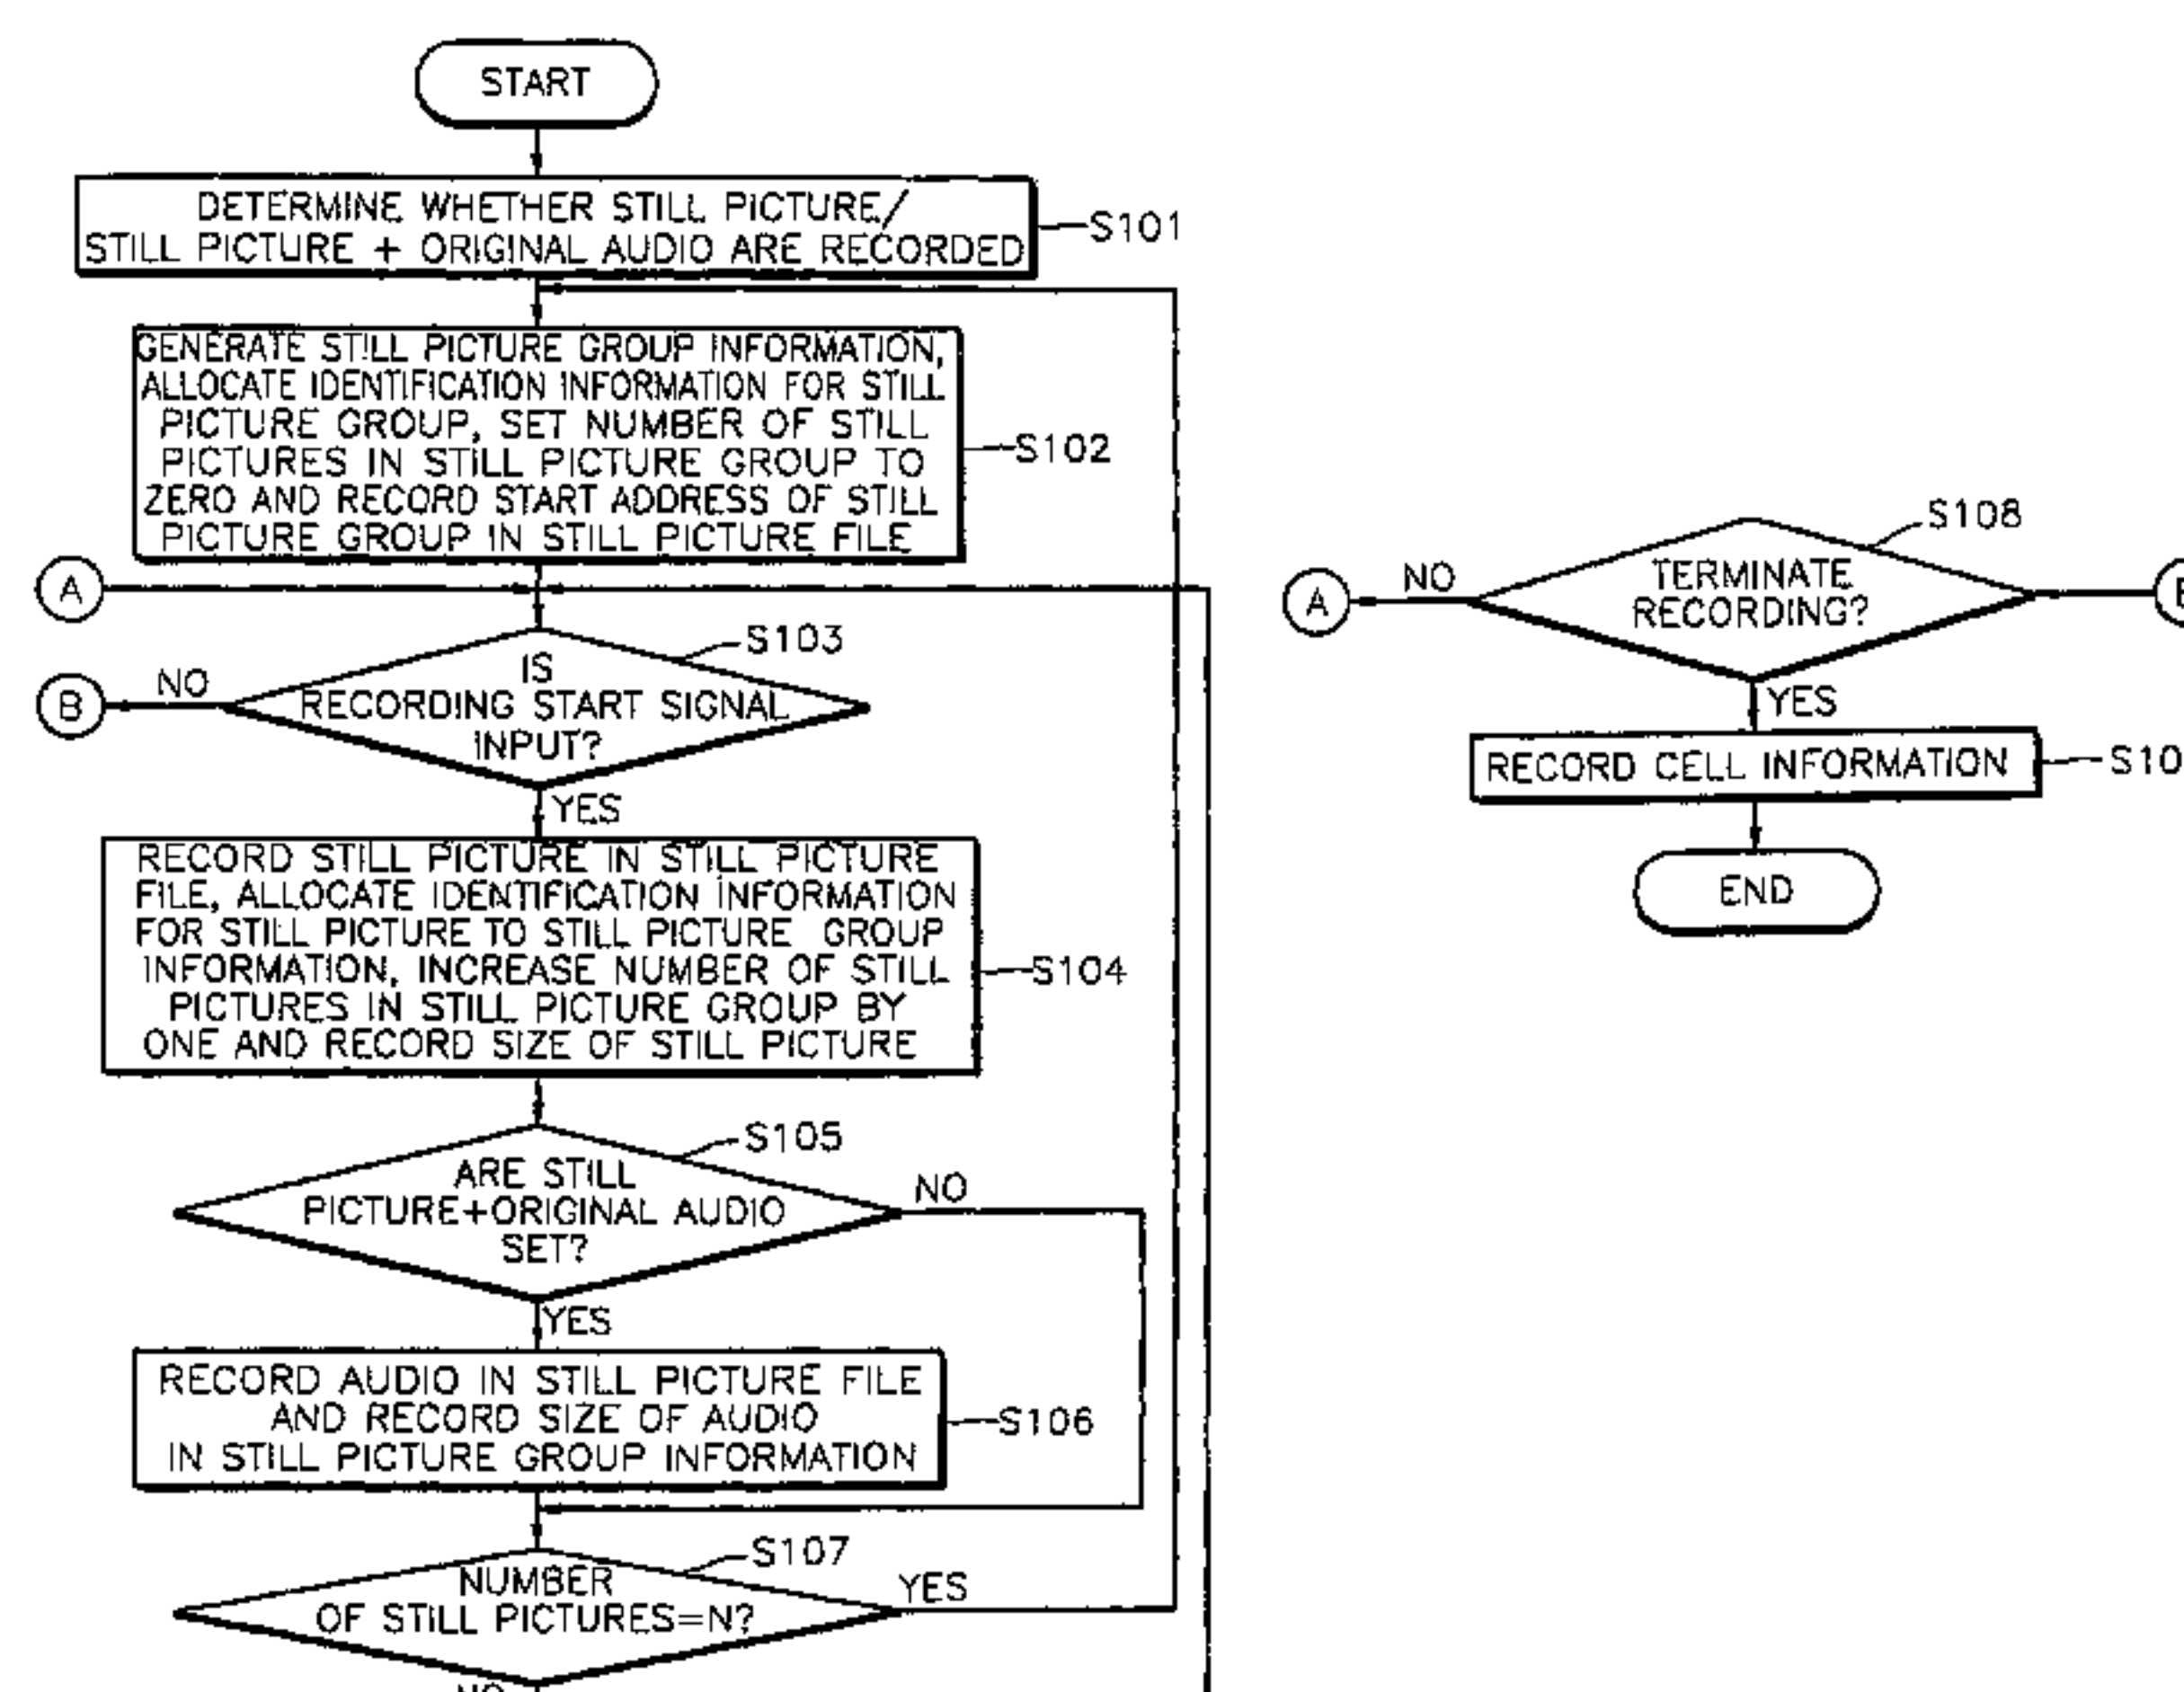 START
DETERMINE WHETHER STILL PICTURE/
STILL PICTURE + ORIGINAL AUDIO ARE RECORDED
S101
GENERATE STILL PICTURE GROUP INFORMATION,
ALLOCATE IDENTIFICATION INFORMATION FOR STILL
PICTURE GROUP, SET NUMBER OF STILL
PICTURES IN STILL PICTURE GROUP TO
ZERO AND RECORD START ADDRESS OF STILL
PICTURE GROUP IN STILL PICTURE FILE
S102
A
S103
IS
RECORDING START SIGNAL
INPUT?
NO
B
YES
RECORD STILL PICTURE IN STILL PICTURE
FILE, ALLOCATE IDENTIFICATION INFORMATION
FOR STILL PICTURE TO STILL PICTURE GROUP
INFORMATION, INCREASE NUMBER OF STILL
PICTURES IN STILL PICTURE GROUP BY
ONE AND RECORD SIZE OF STILL PICTURE
S104
S105
ARE STILL
PICTURE+ORIGINAL AUDIO
SET?
NO
YES
RECORD AUDIO IN STILL PICTURE FILE
AND RECORD SIZE OF AUDIO
IN STILL PICTURE GROUP INFORMATION
S106
S107
NUMBER
OF STILL PICTURES=N?
YES
NO
S108
TERMINATE
RECORDING?
NO
A
YES
RECORD CELL INFORMATION
S10
END